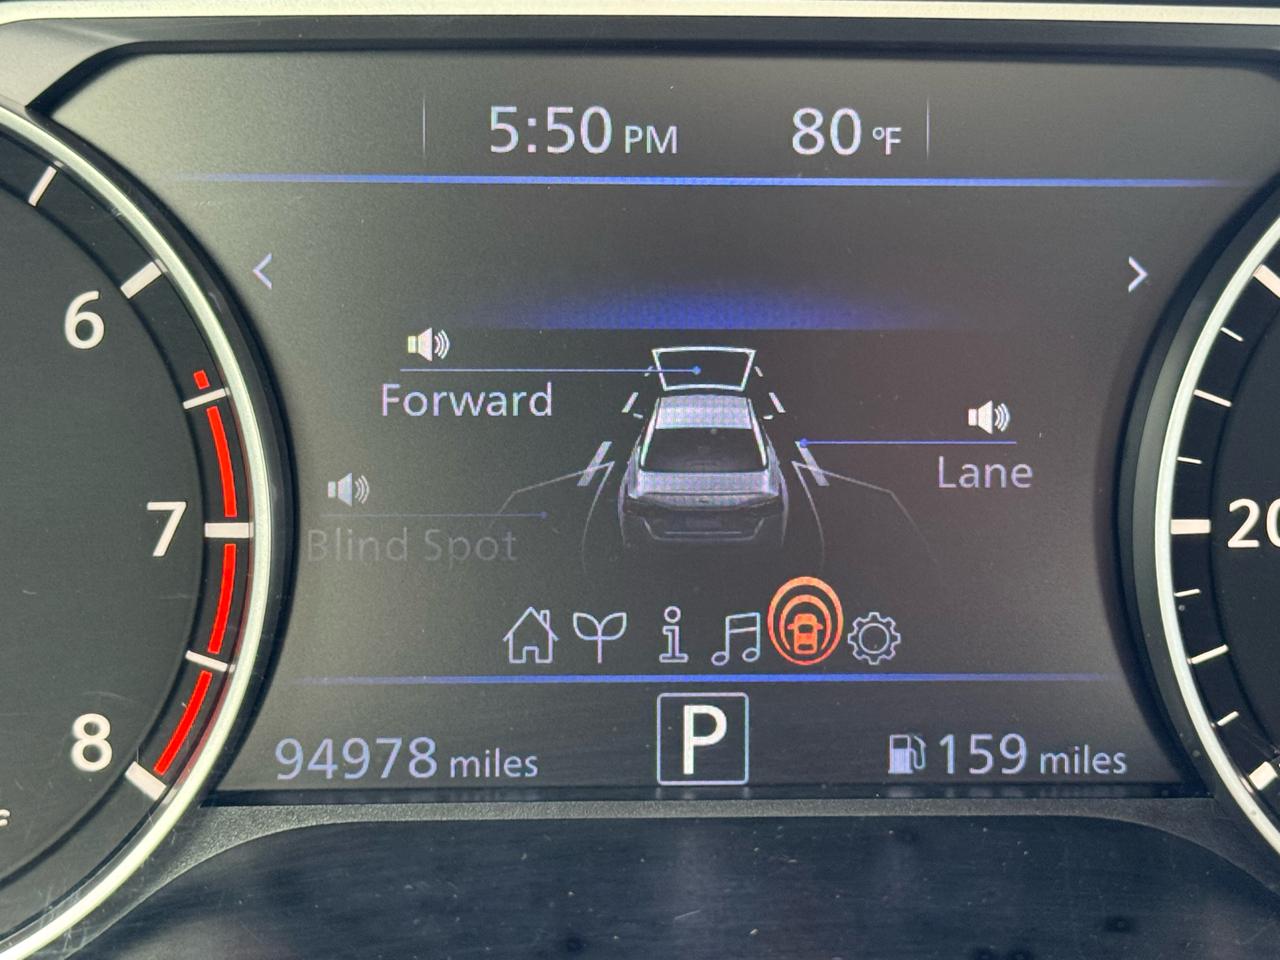 5:50 PM 80 °F
< >
Forward
Lane
Blind Spot
6
7
8
20
P
94978 miles
159 miles